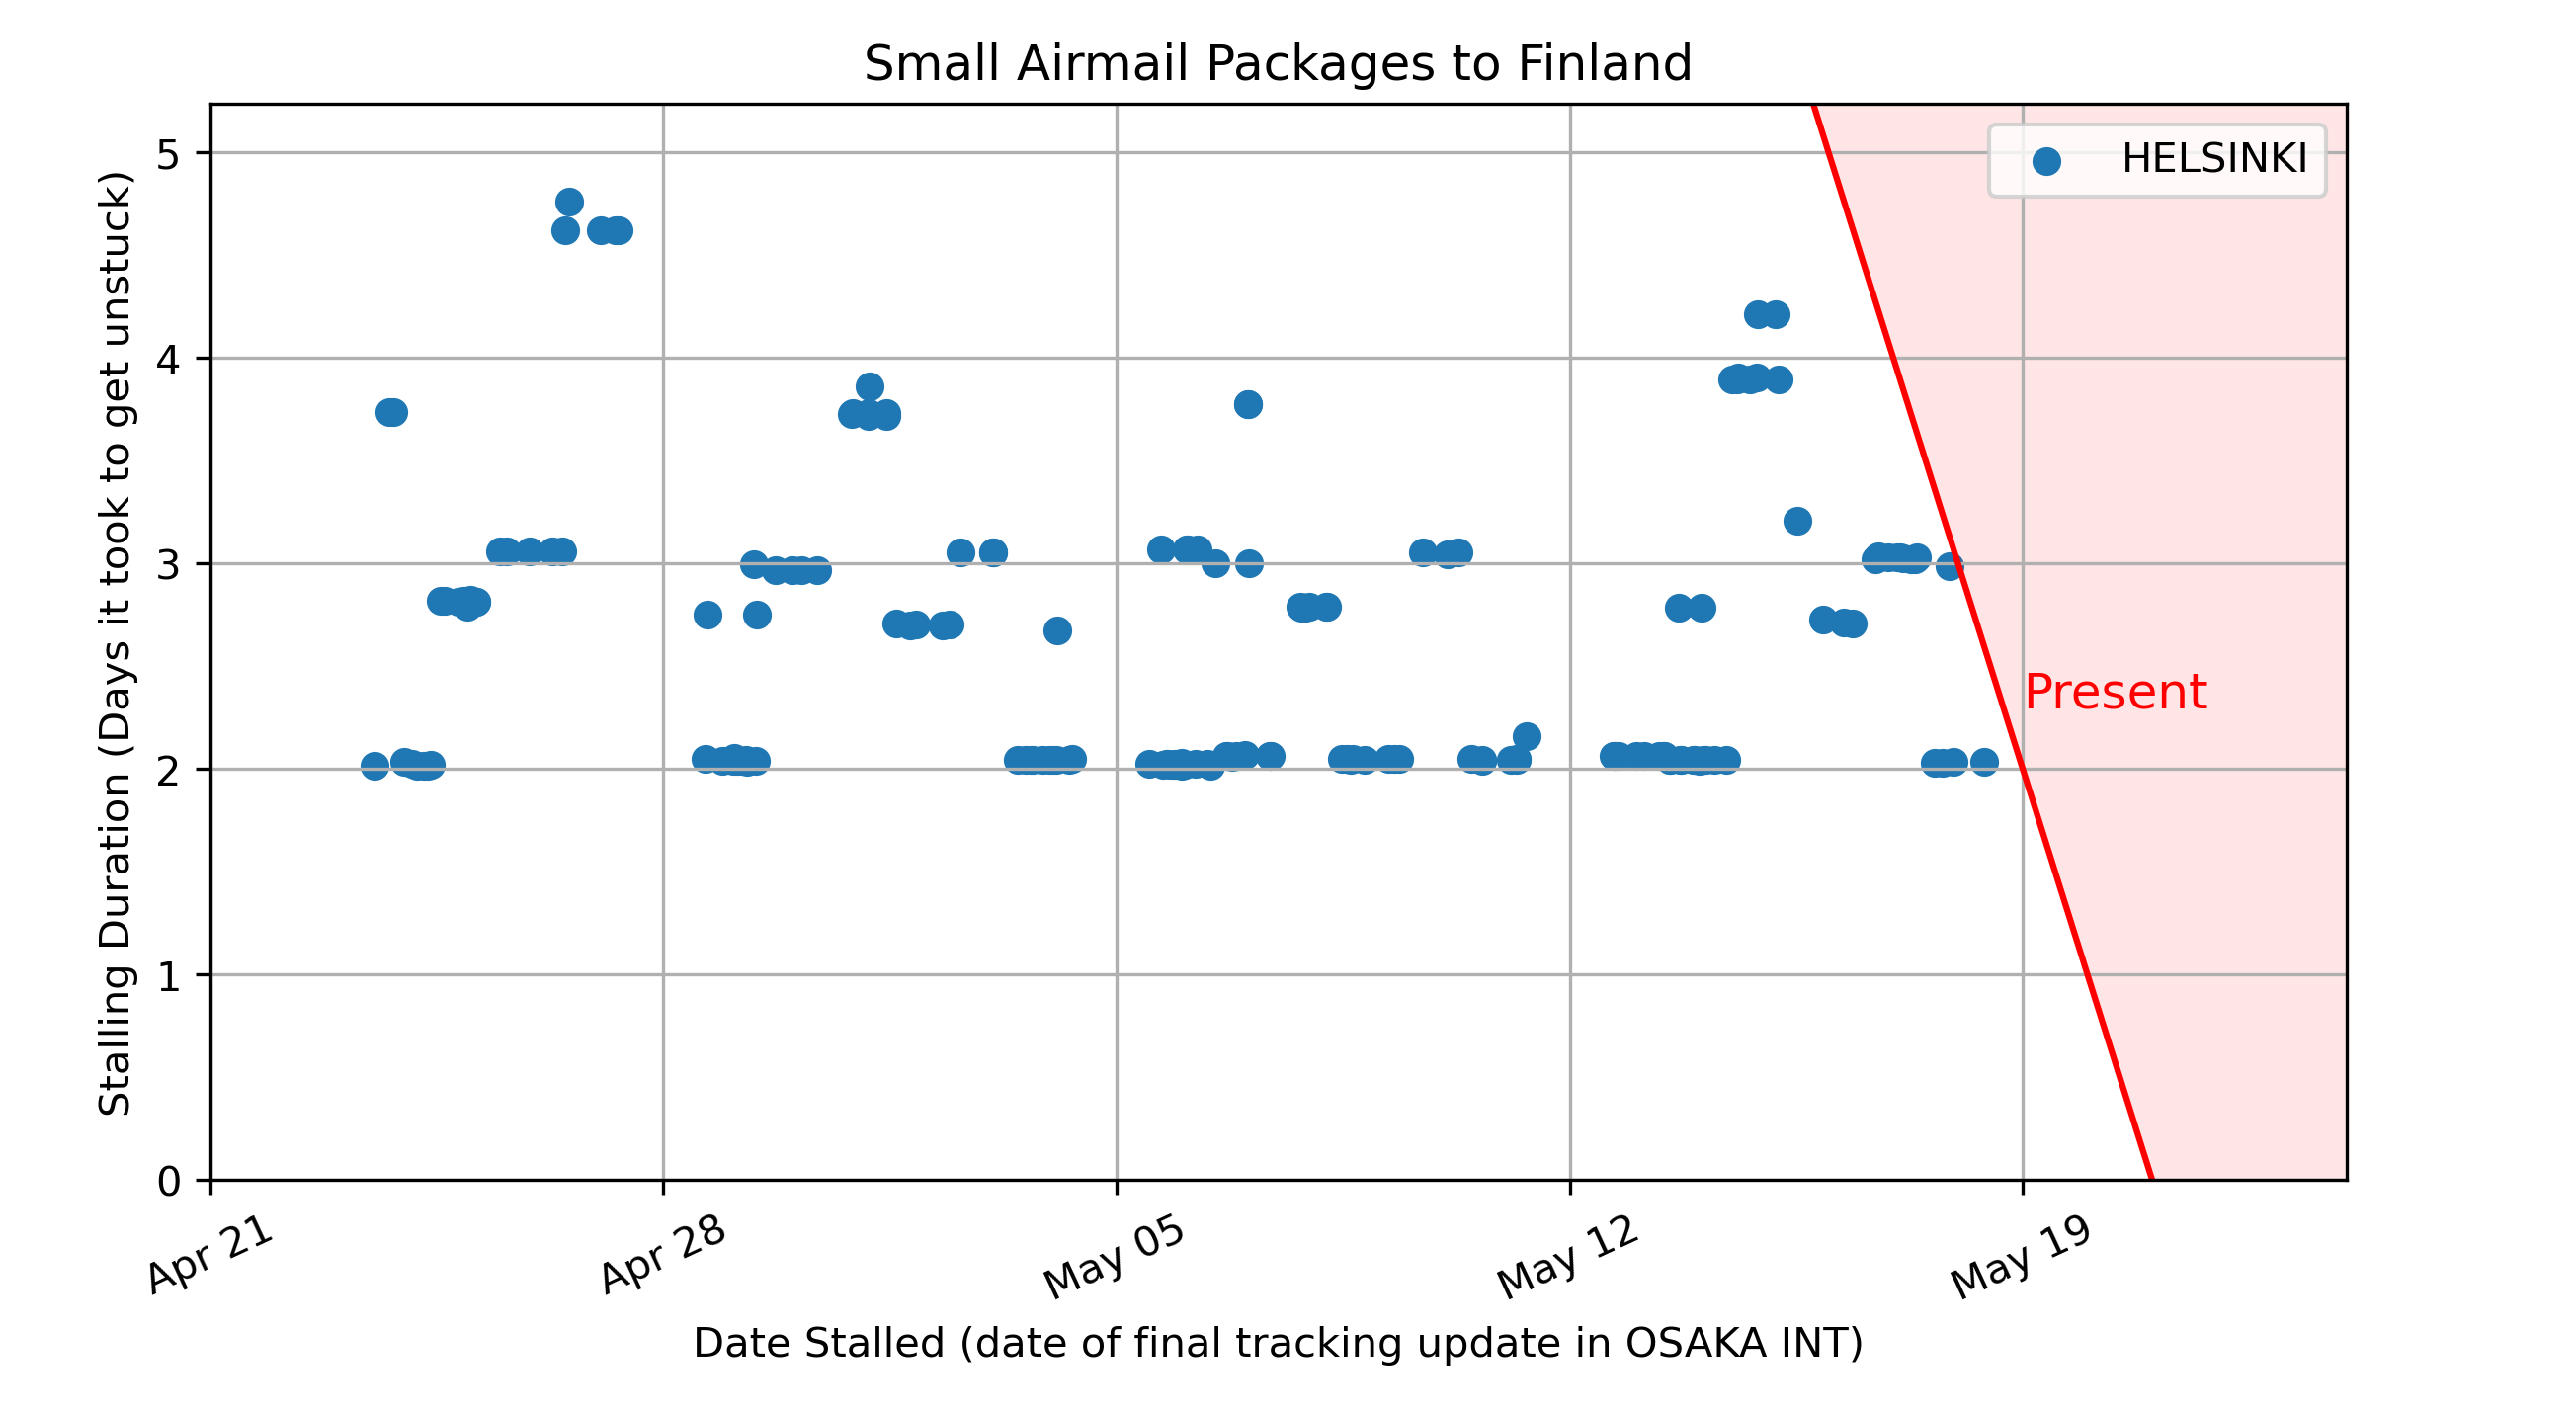 Small Airmail Packages to Finland
HELSINKI
Stalling Duration (Days it took to get unstuck)
5
4
3
2
1
0
Present
Apr 21
Apr 28
May 05
May 12
May 19
Date Stalled (date of final tracking update in OSAKA INT)